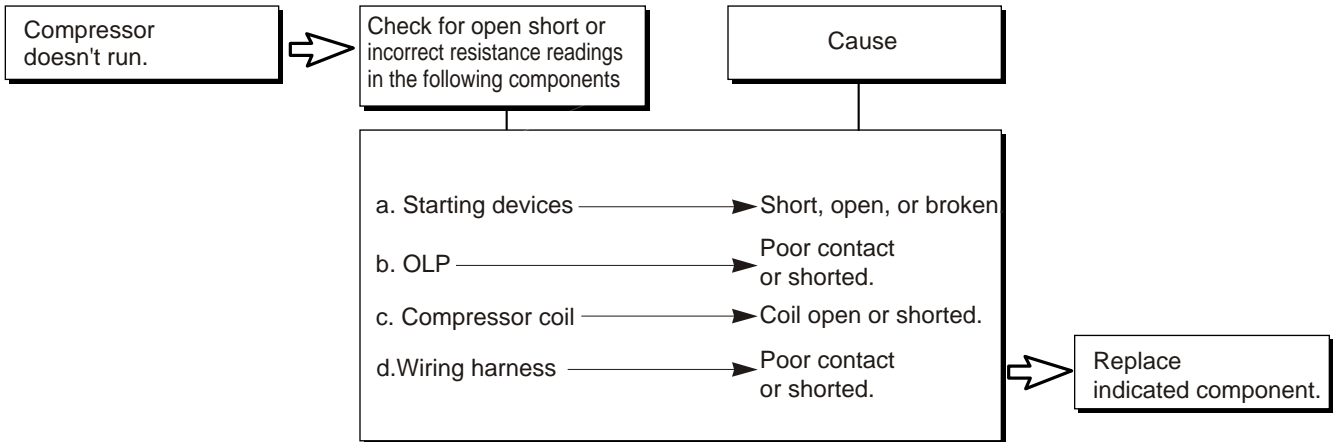 Compressor
doesn't run.
Check for open short or
incorrect resistance readings
in the following components
Cause
a. Starting devices
Short, open, or broken.
b. OLP
Poor contact
or shorted.
c. Compressor coil
Coil open or shorted.
d.Wiring harness
Poor contact
or shorted.
Replace
indicated component.